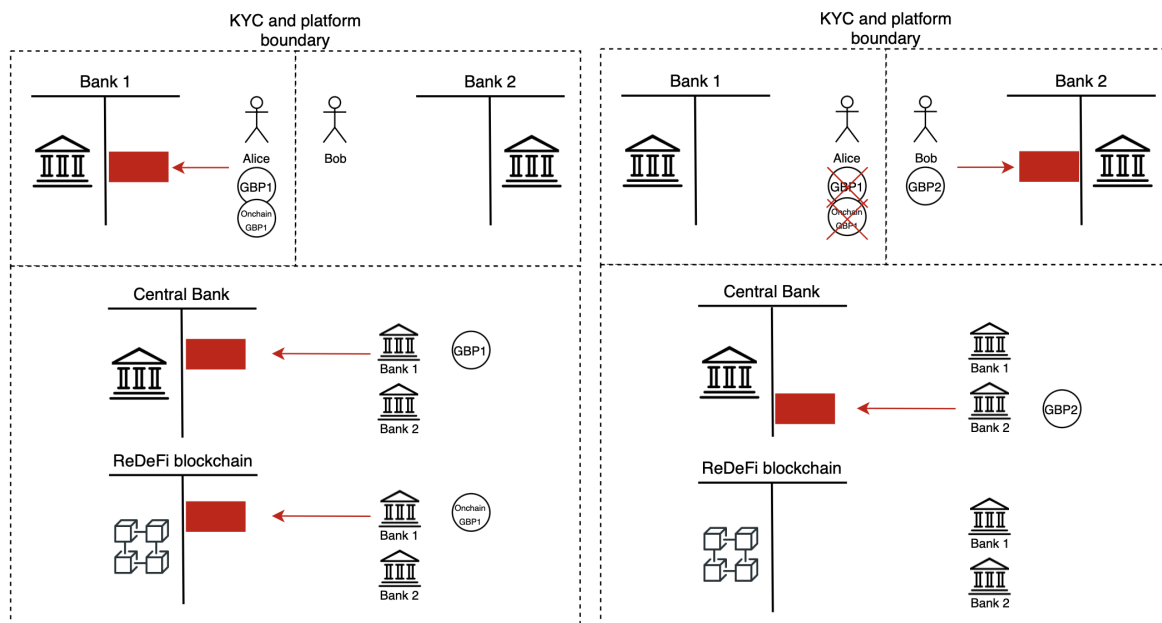 KYC and platform
boundary
Bank 1
Bank 2
Alice
Bob
GBP1
Onchain
GBP1
Central Bank
Bank 1
GBP1
Bank 2
ReDeFi blockchain
Bank 1
Onchain
GBP1
Bank 2
KYC and platform
boundary
Bank 1
Bank 2
Alice
Bob
GBP1
GBP2
Onchain
GBP1
Central Bank
Bank 1
Bank 2
GBP2
ReDeFi blockchain
Bank 1
Bank 2